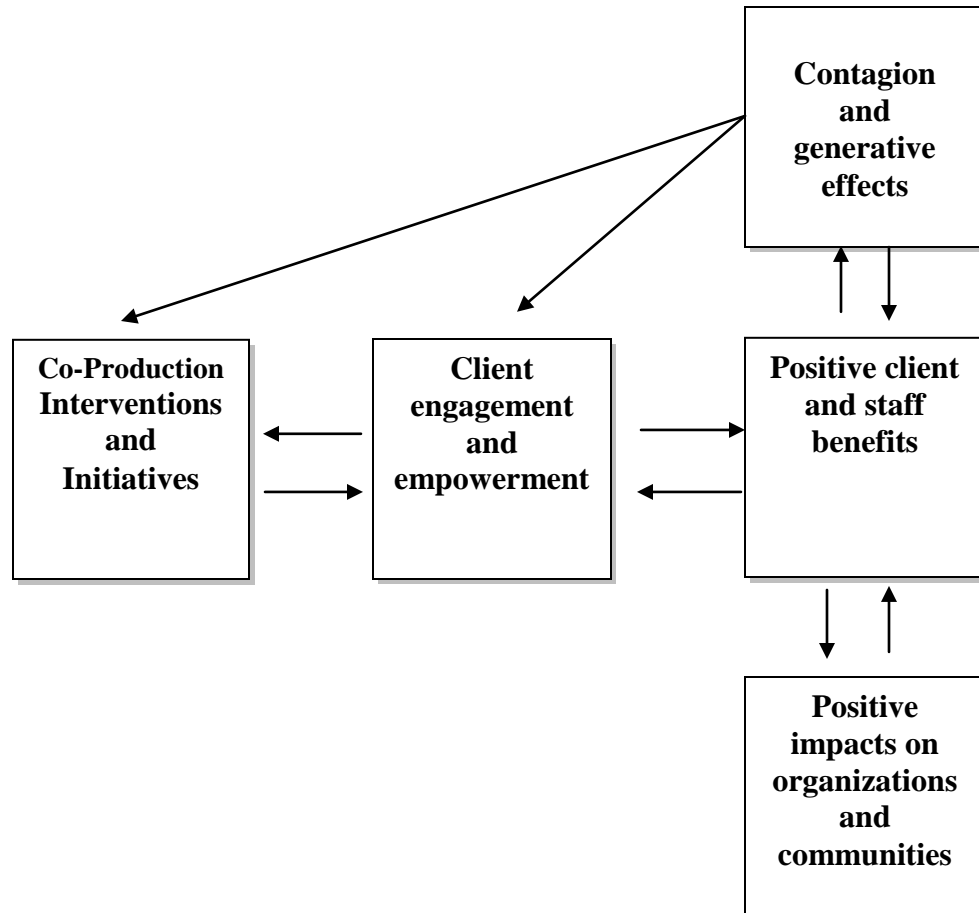 Contagion
and
generative
effects
Co-Production
Interventions
and
Initiatives
Client
engagement
and
empowerment
Positive client
and staff
benefits
Positive
impacts on
organizations
and
communities